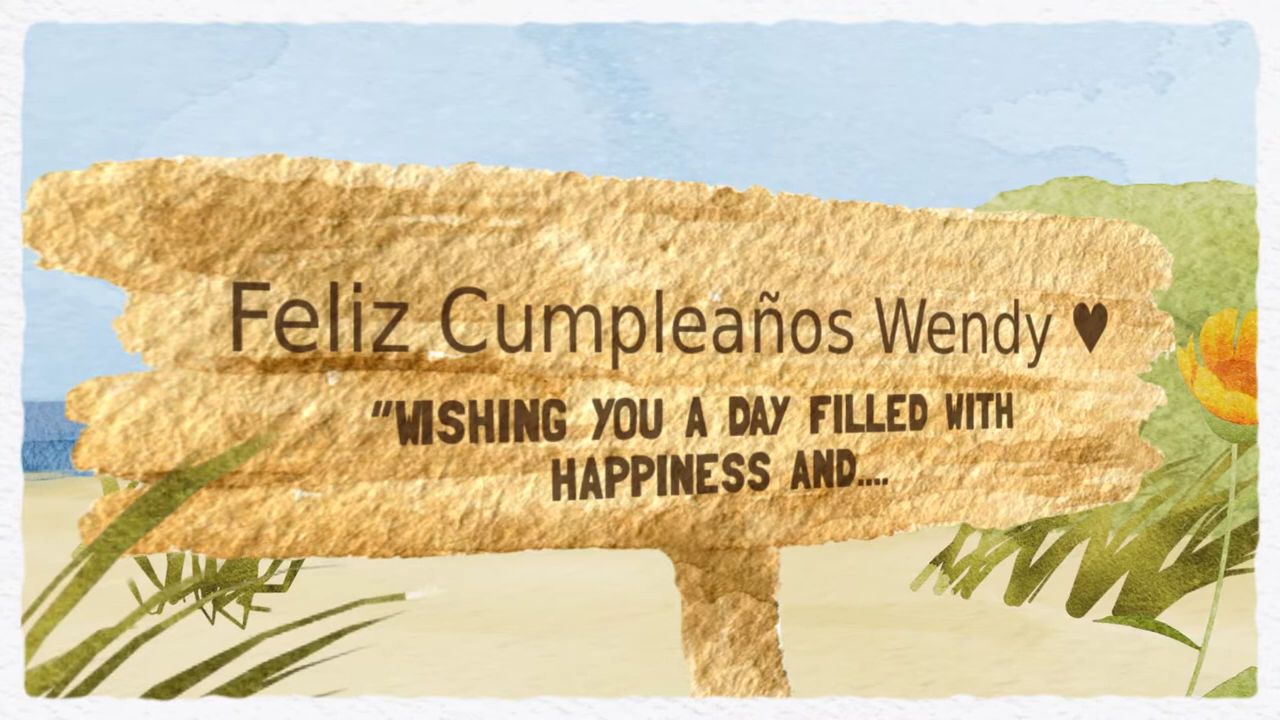 Feliz Cumpleaños Wendy ♥
"WISHING YOU A DAY FILLED WITH
HAPPINESS AND....